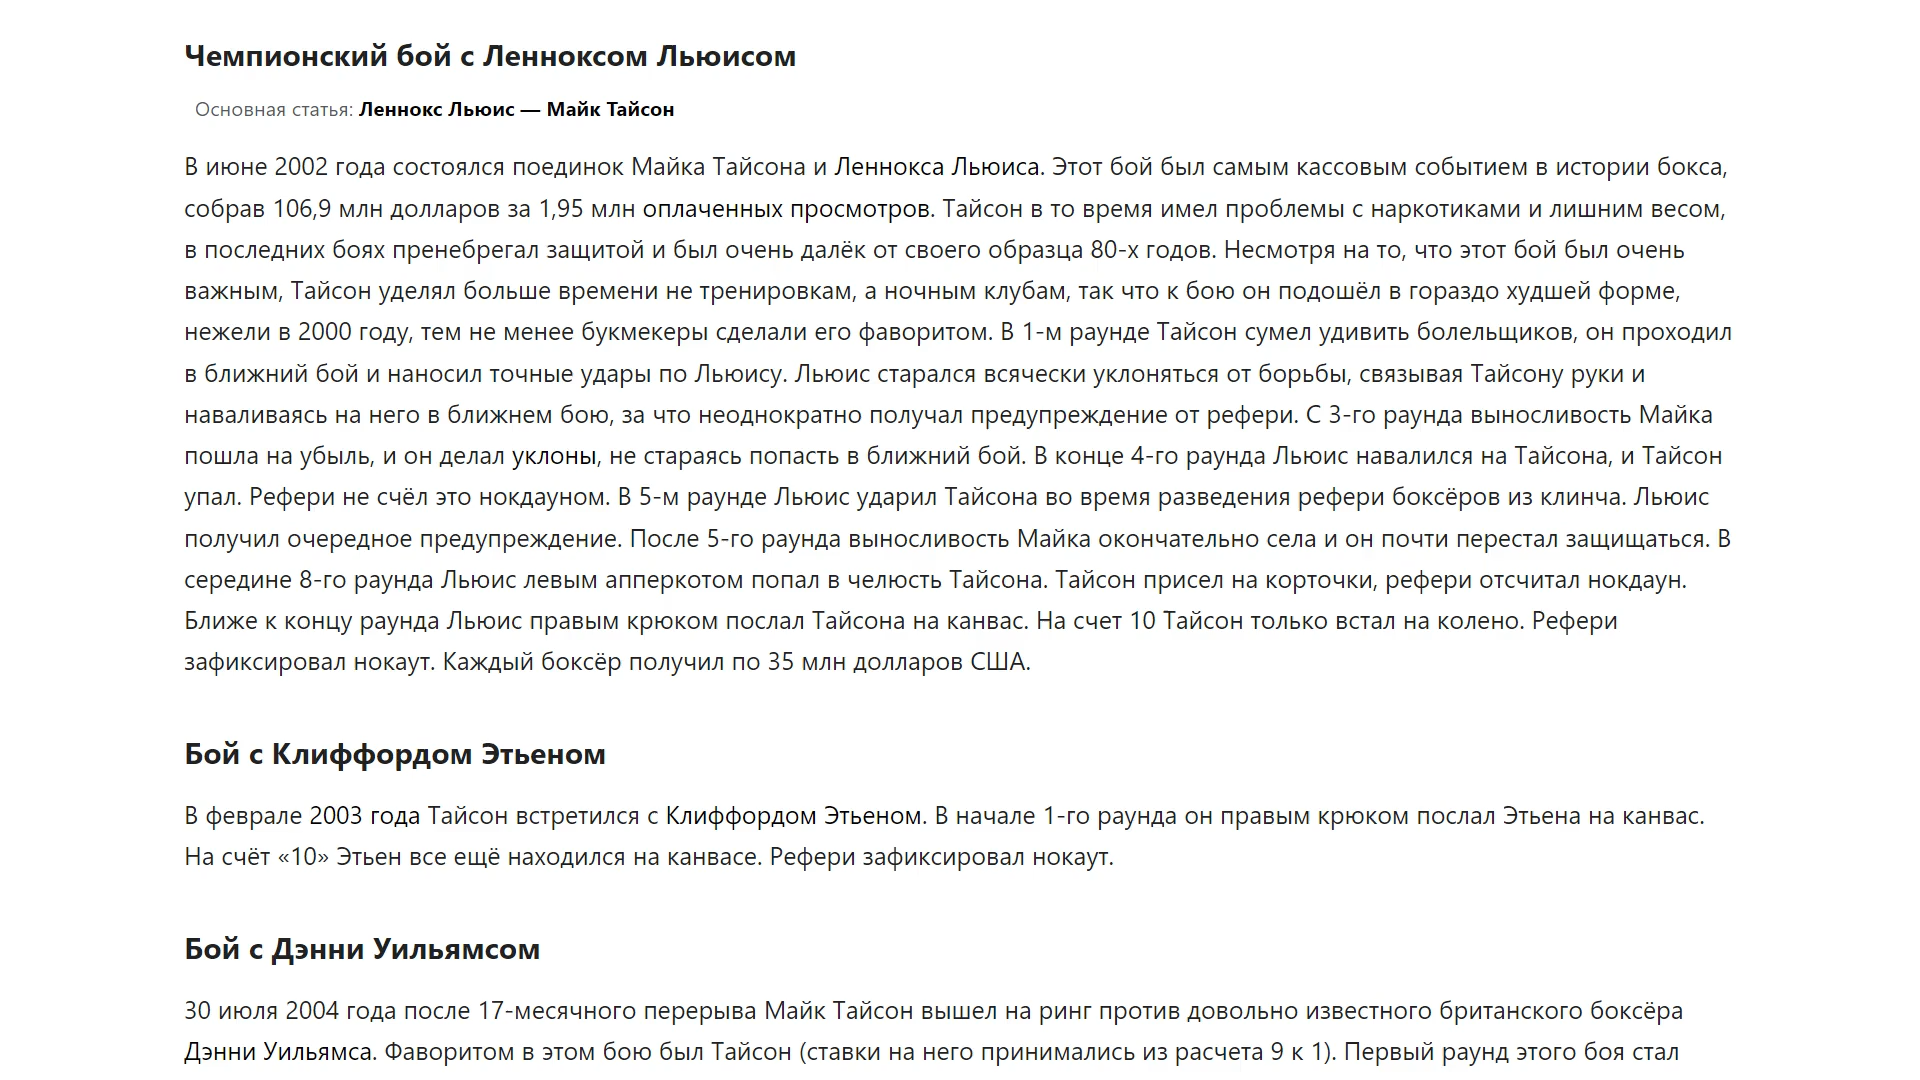 Чемпионский бой с Ленноксом Льюисом
Основная статья: Леннокс Льюис — Майк Тайсон
В июне 2002 года состоялся поединок Майка Тайсона и Леннокса Льюиса. Этот бой был самым кассовым событием в истории бокса,
собрав 106,9 млн долларов за 1,95 млн оплаченных просмотров. Тайсон в то время имел проблемы с наркотиками и лишним весом,
в последних боях пренебрегал защитой и был очень далёк от своего образца 80-х годов. Несмотря на то, что этот бой был очень
важным, Тайсон уделял больше времени не тренировкам, а ночным клубам, так что к бою он подошёл в гораздо худшей форме,
нежели в 2000 году, тем не менее букмекеры сделали его фаворитом. В 1-м раунде Тайсон сумел удивить болельщиков, он проходил
в ближний бой и наносил точные удары по Льюису. Льюис старался всячески уклоняться от борьбы, связывая Тайсону руки и
наваливаясь на него в ближнем бою, за что неоднократно получал предупреждение от рефери. С 3-го раунда выносливость Майка
пошла на убыль, и он делал уклоны, не стараясь попасть в ближний бой. В конце 4-го раунда Льюис навалился на Тайсона, и Тайсон
упал. Рефери не счёл это нокдауном. В 5-м раунде Льюис ударил Тайсона во время разведения рефери боксёров из клинча. Льюис
получил очередное предупреждение. После 5-го раунда выносливость Майка окончательно села и он почти перестал защищаться. В
середине 8-го раунда Льюис левым апперкотом попал в челюсть Тайсона. Тайсон присел на корточки, рефери отсчитал нокдаун.
Ближе к концу раунда Льюис правым крюком послал Тайсона на канвас. На счет 10 Тайсон только встал на колено. Рефери
зафиксировал нокаут. Каждый боксёр получил по 35 млн долларов США.
Бой с Клиффордом Этьеном
В феврале 2003 года Тайсон встретился с Клиффордом Этьеном. В начале 1-го раунда он правым крюком послал Этьена на канвас.
На счёт «10» Этьен все ещё находился на канвасе. Рефери зафиксировал нокаут.
Бой с Дэнни Уильямсом
30 июля 2004 года после 17-месячного перерыва Майк Тайсон вышел на ринг против довольно известного британского боксёра
Дэнни Уильямса. Фаворитом в этом бою был Тайсон (ставки на него принимались из расчета 9 к 1). Первый раунд этого боя стал